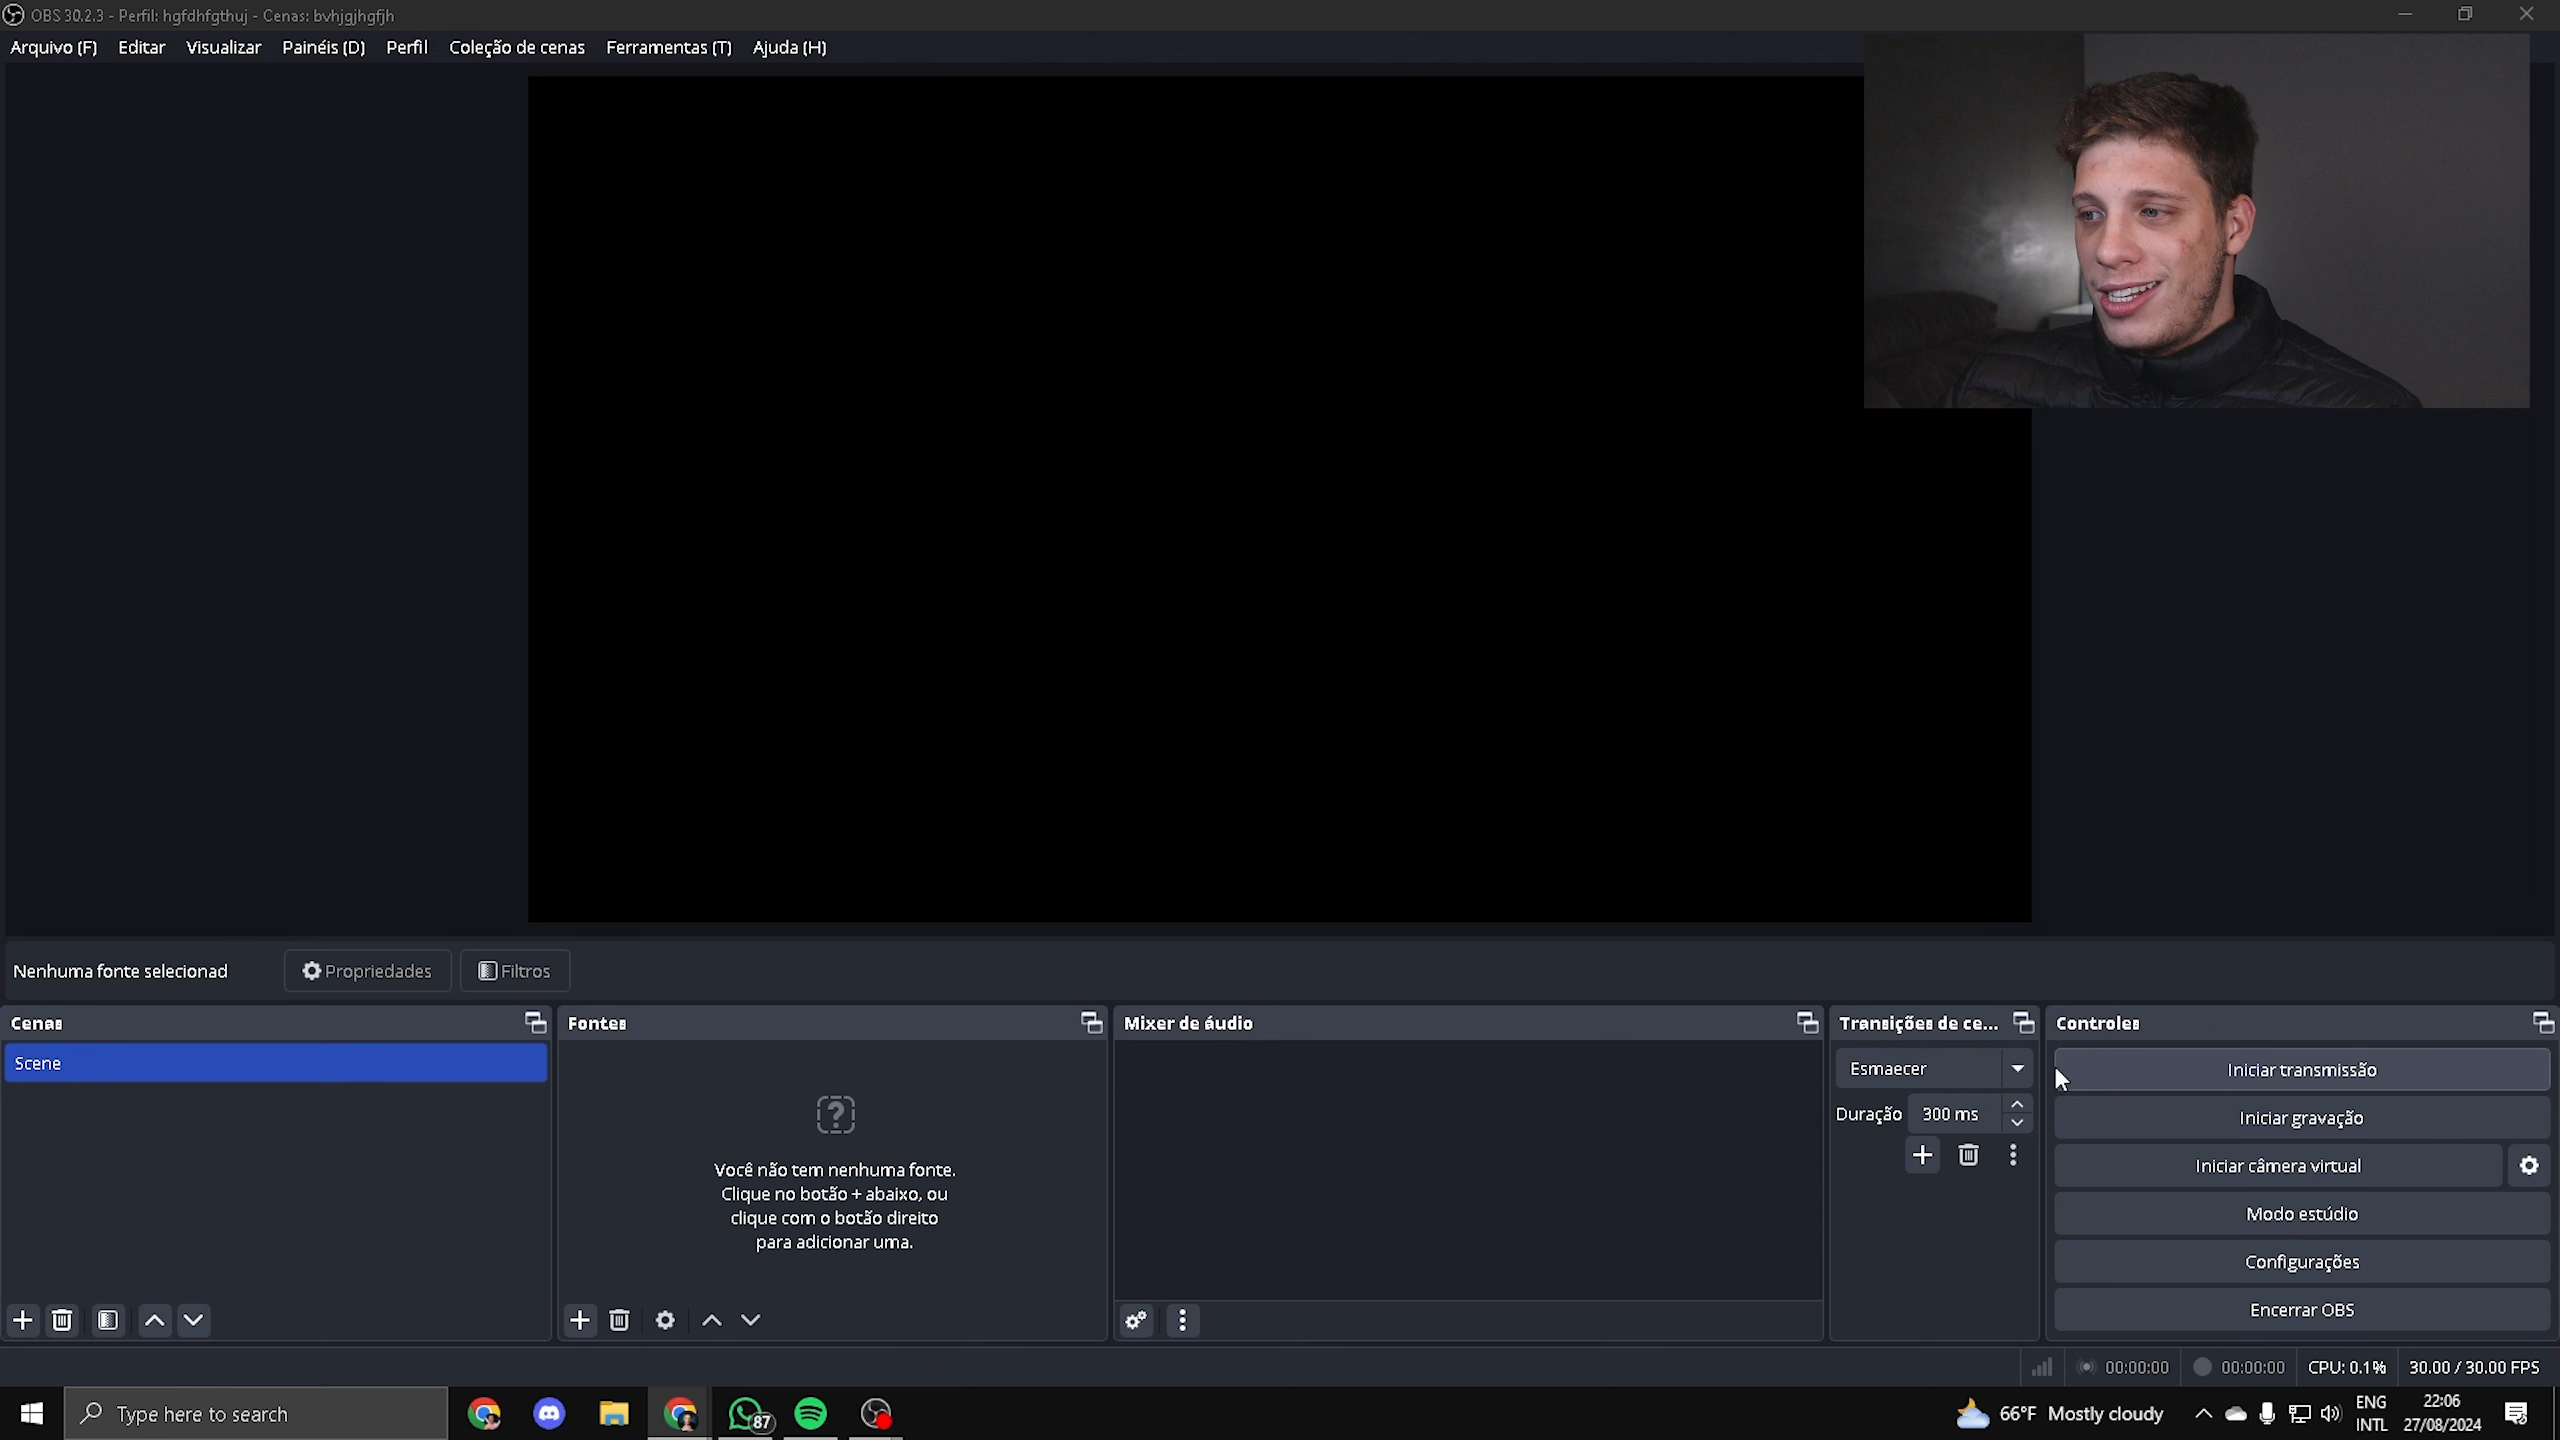 OBS 30.2.3 - Perfil: hgfdhfgthuj - Cenas: bvhjgjhgfjh
Arquivo (F) Editar Visualizar Painéis (D) Perfil Coleção de cenas Ferramentas (T) Ajuda (H)
Nenhuma fonte selecionad
Propriedades
Filtros
Cenas
Scene
Fontes
Você não tem nenhuma fonte.
Clique no botão + abaixo, ou
clique com o botão direito
para adicionar uma.
Mixer de áudio
Transições de ce...
Esmaecer
Duração 300 ms
Controles
Iniciar transmissão
Iniciar gravação
Iniciar câmera virtual
Modo estúdio
Configurações
Encerrar OBS
00:00:00 00:00:00 CPU: 0.1% 30.00 / 30.00 FPS
Type here to search
87
66°F Mostly cloudy
ENG
INTL
22:06
27/08/2024